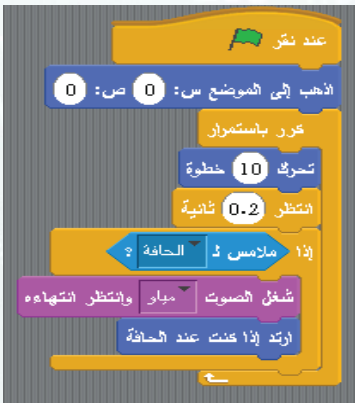 عند نقر
اذهب إلى الموضع س: 0 ص: 0
كرر باستمرار
تحرك 10 خطوة
انتظر 0.2 ثانية
إذا ملامس لـ الحافة ؟
شغل الصوت مياو وانتظر انتهاءه
ارتد إذا كنت عند الحافة